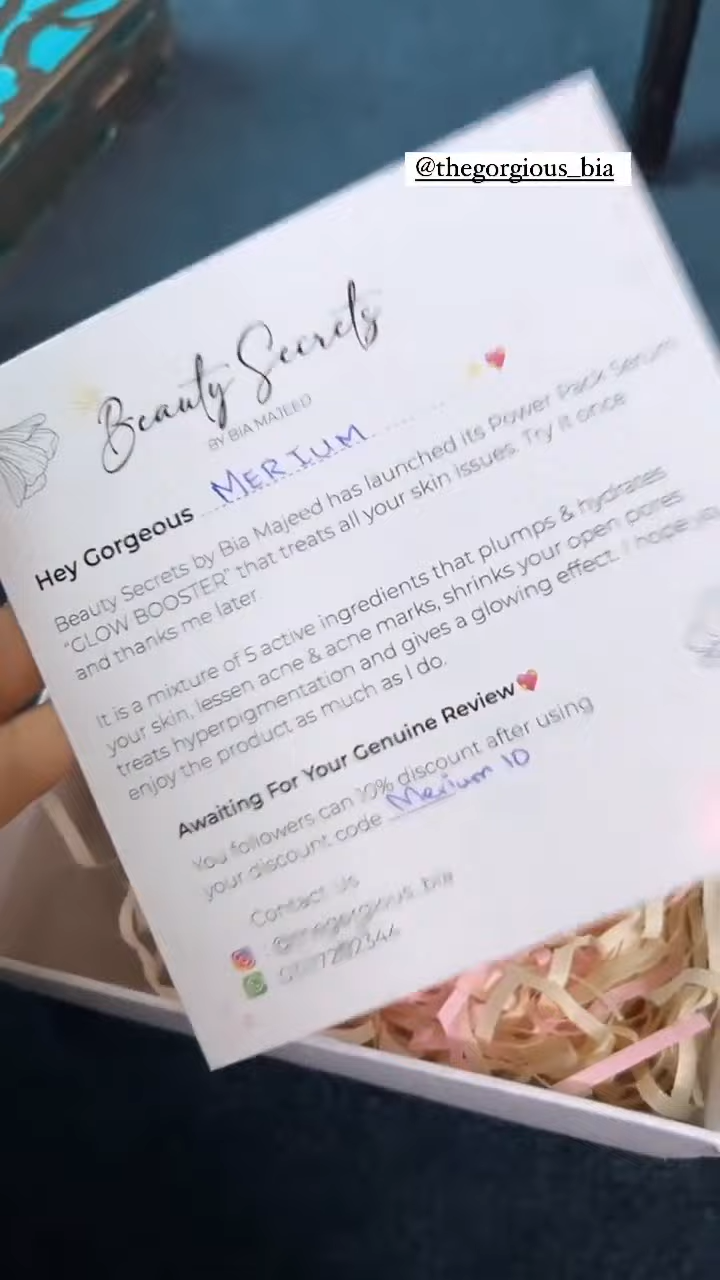 @thegorgious_bia
Beauty Secrets
BY BIA MAJEED
Hey Gorgeous MERIUM
Beauty Secrets by Bia Majeed has launched its Power Pack Serum
"GLOW BOOSTER" that treats all your skin issues. Try it once
and thanks me later.
It is a mixture of 5 active ingredients that plumps & hydrates
your skin, lessen acne & acne marks, shrinks your open pores
treats hyperpigmentation and gives a glowing effect. I hope you
enjoy the product as much as I do.
Awaiting For Your Genuine Review
You followers can 10% discount after using
your discount code Merium 10
Contact Us
@thegorgious_bia